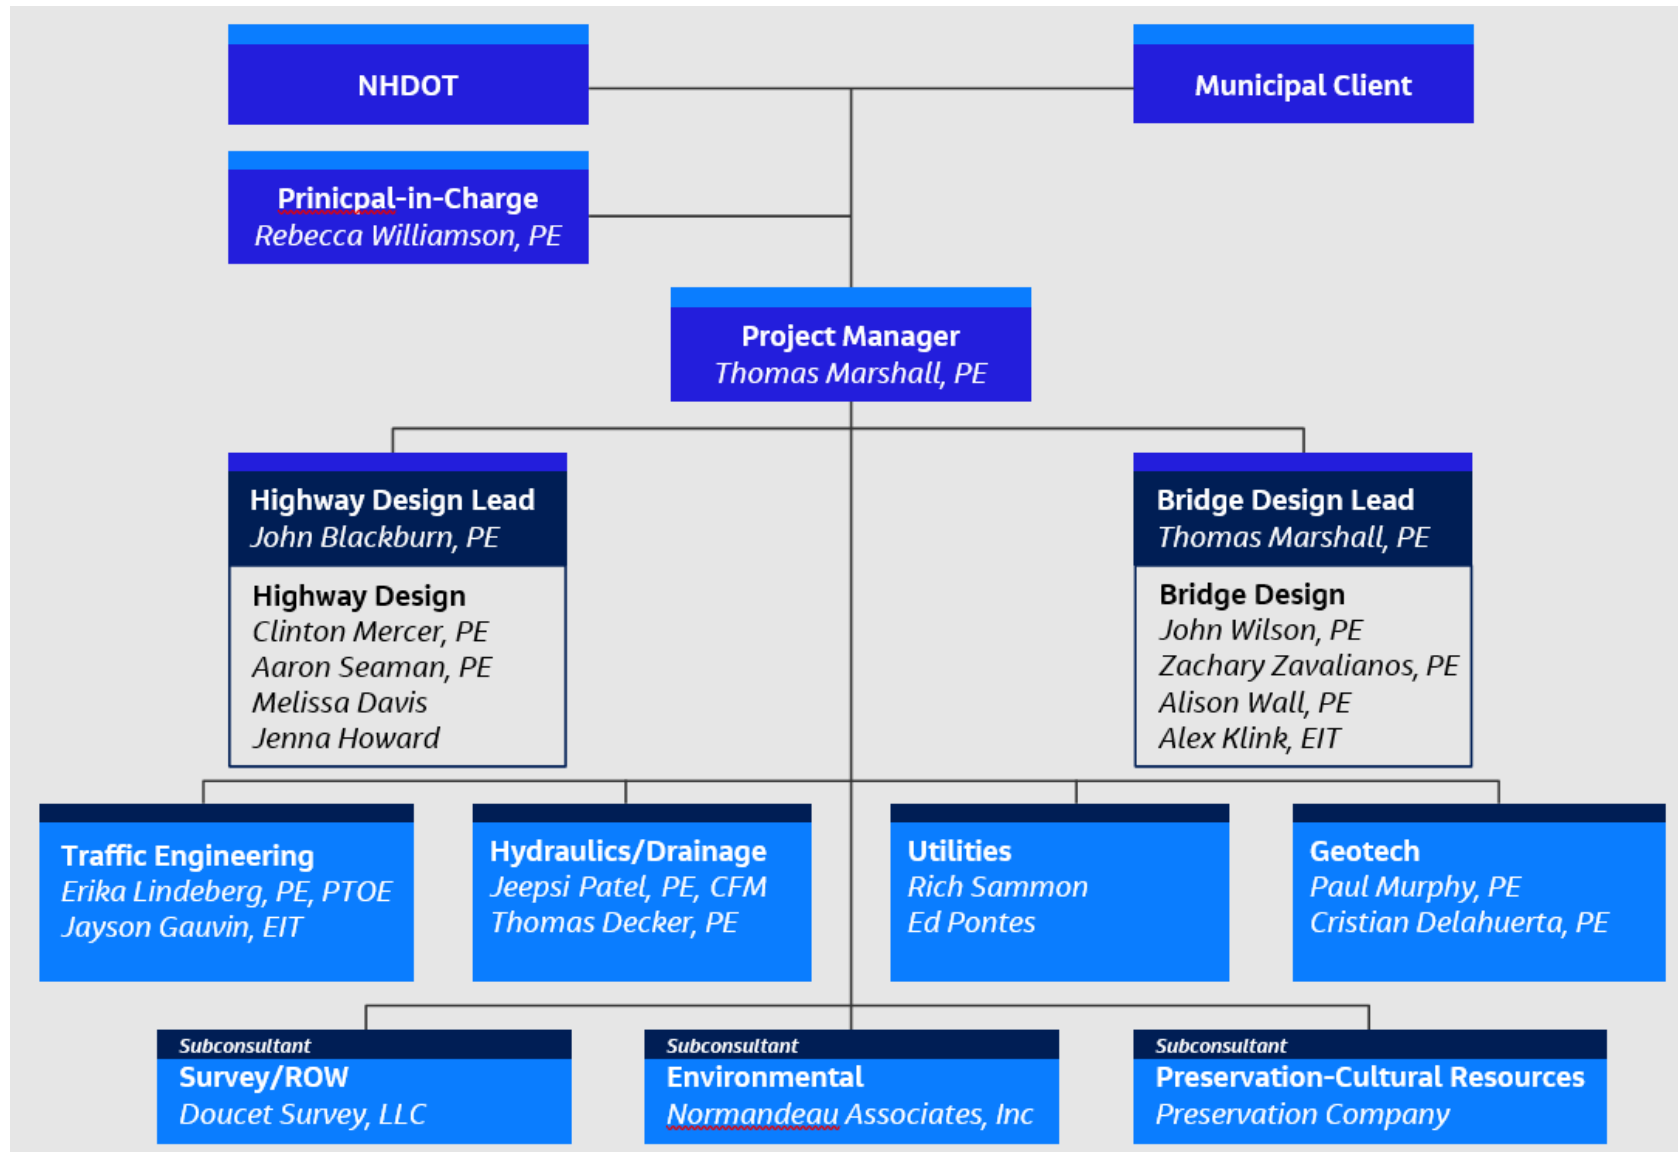 NHDOT
Municipal Client
Prinicpal-in-Charge
Rebecca Williamson, PE
Project Manager
Thomas Marshall, PE
Highway Design Lead
John Blackburn, PE
Highway Design
Clinton Mercer, PE
Aaron Seaman, PE
Melissa Davis
Jenna Howard
Bridge Design Lead
Thomas Marshall, PE
Bridge Design
John Wilson, PE
Zachary Zavalianos, PE
Alison Wall, PE
Alex Klink, EIT
Traffic Engineering
Erika Lindeberg, PE, PTOE
Jayson Gauvin, EIT
Hydraulics/Drainage
Jeepsi Patel, PE, CFM
Thomas Decker, PE
Utilities
Rich Sammon
Ed Pontes
Geotech
Paul Murphy, PE
Cristian Delahuerta, PE
Subconsultant
Survey/ROW
Doucet Survey, LLC
Subconsultant
Environmental
Normandeau Associates, Inc
Subconsultant
Preservation-Cultural Resources
Preservation Company